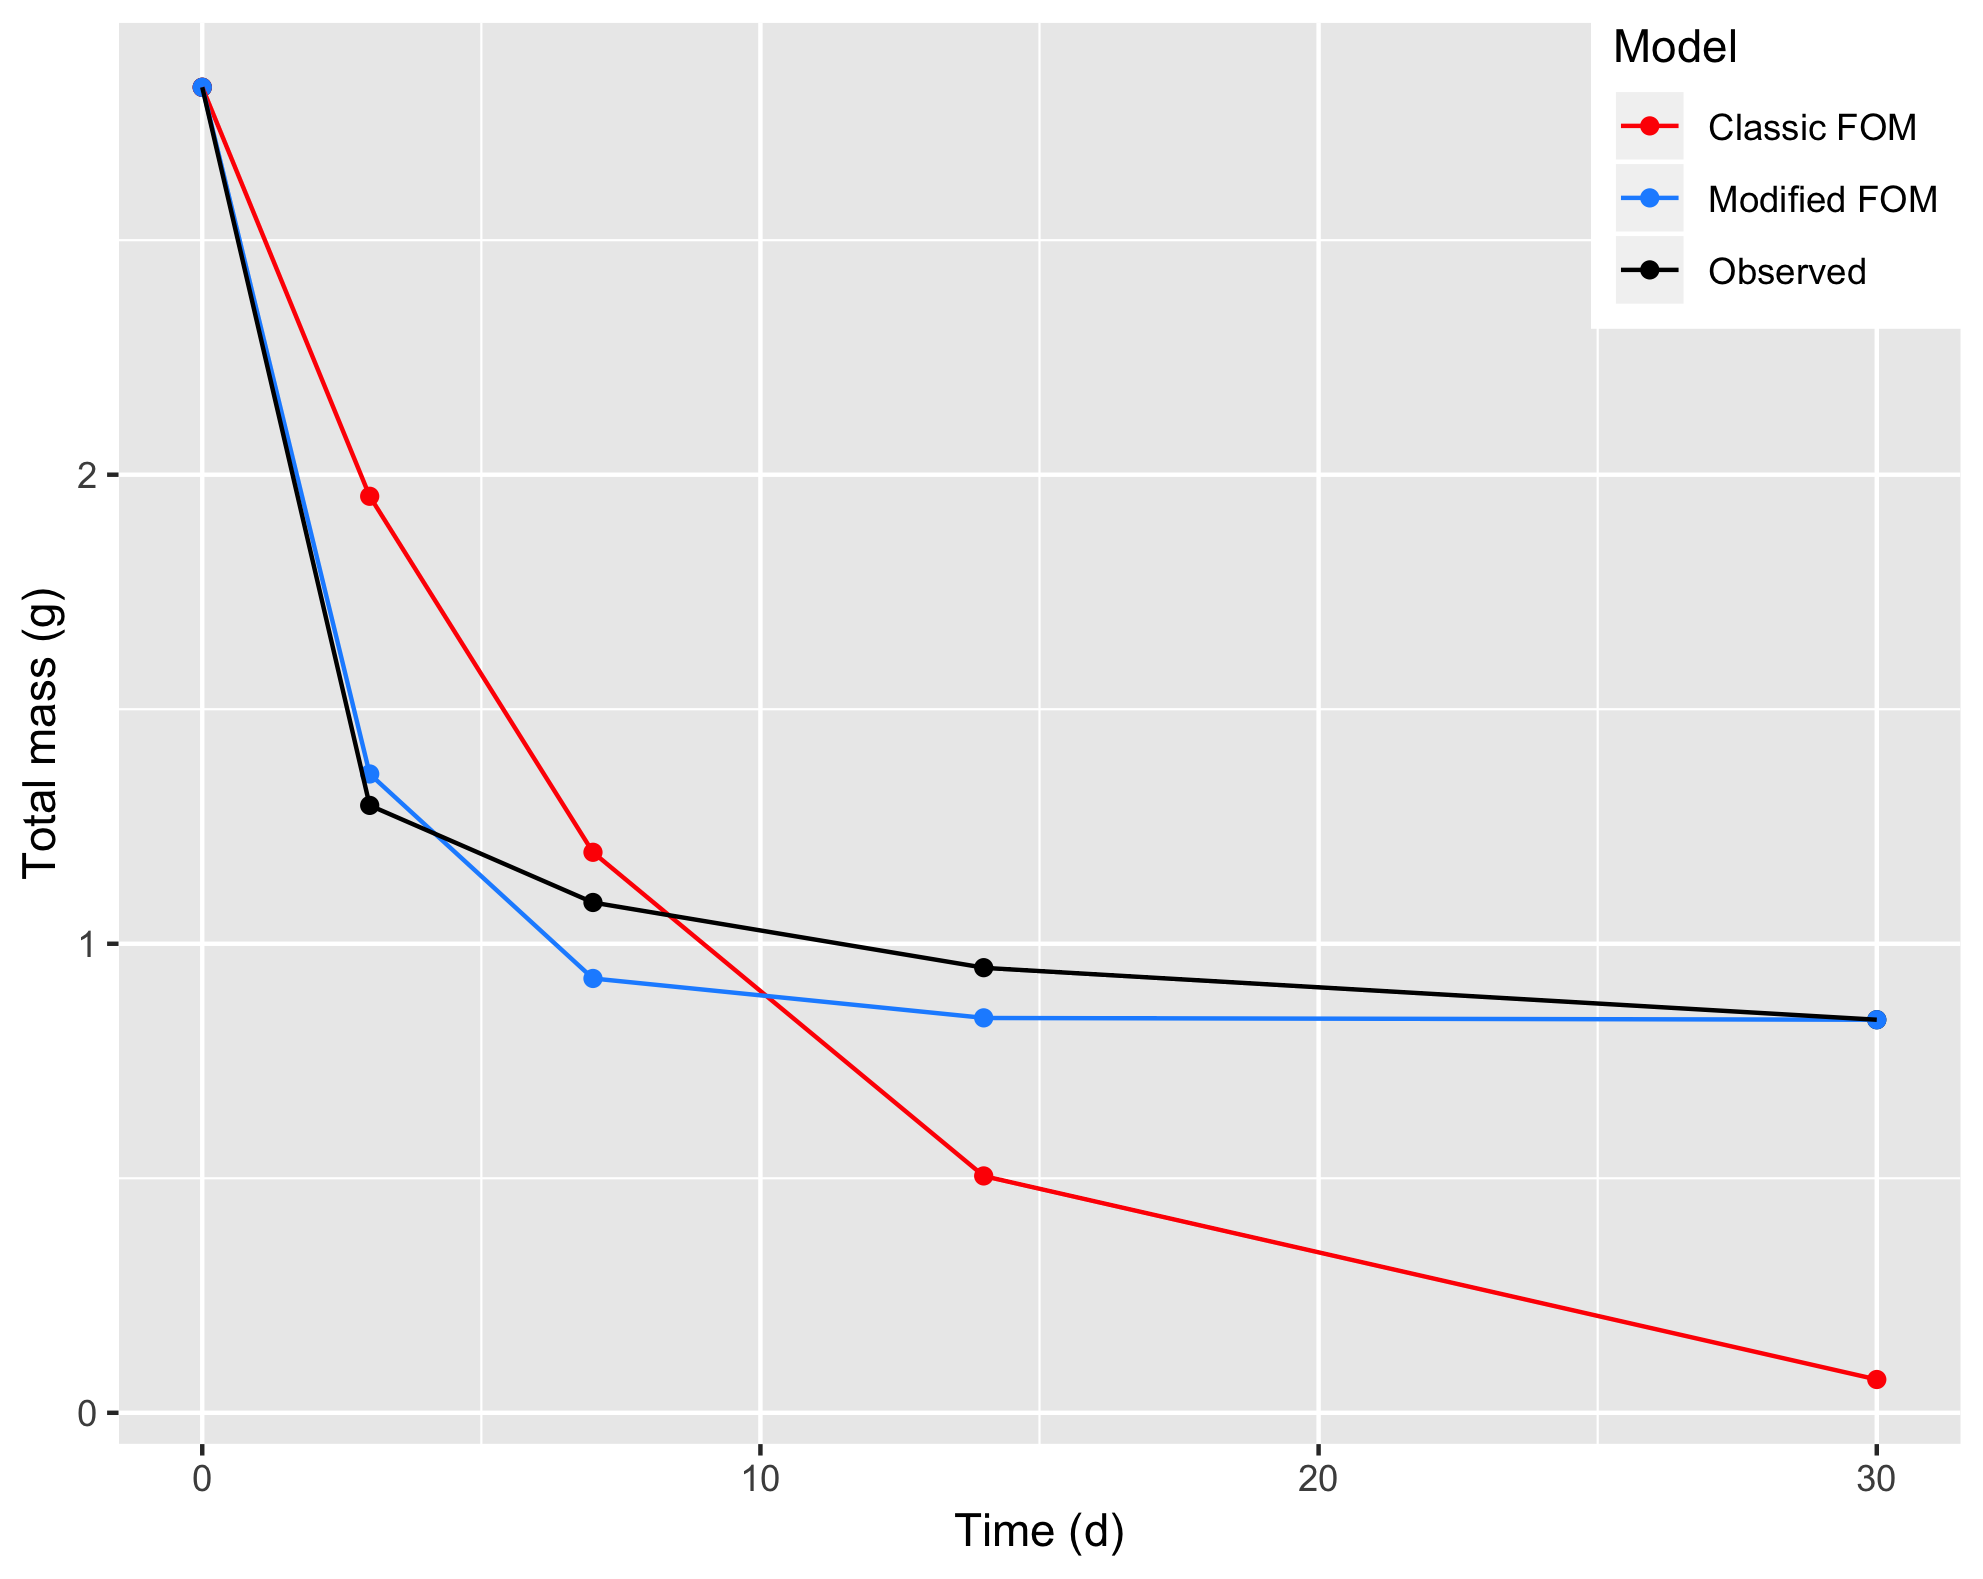 Model
Classic FOM
Modified FOM
Observed
Total mass (g)
2
1
0
0 10 20 30
Time (d)